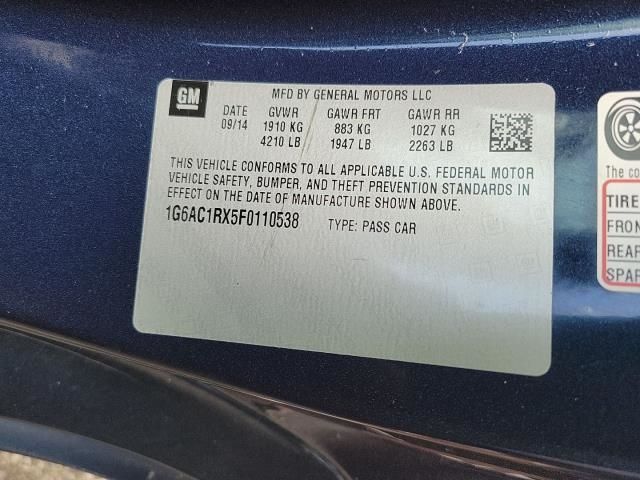 GM
MFD BY GENERAL MOTORS LLC
DATE GVWR GAWR FRT GAWR RR
09/14 1910 KG 883 KG 1027 KG
4210 LB 1947 LB 2263 LB
THIS VEHICLE CONFORMS TO ALL APPLICABLE U.S. FEDERAL MOTOR
VEHICLE SAFETY, BUMPER, AND THEFT PREVENTION STANDARDS IN
EFFECT ON THE DATE OF MANUFACTURE SHOWN ABOVE.
1G6AC1RX5F0110538 TYPE: PASS CAR
The co
TIRE
FRON
REAR
SPAR